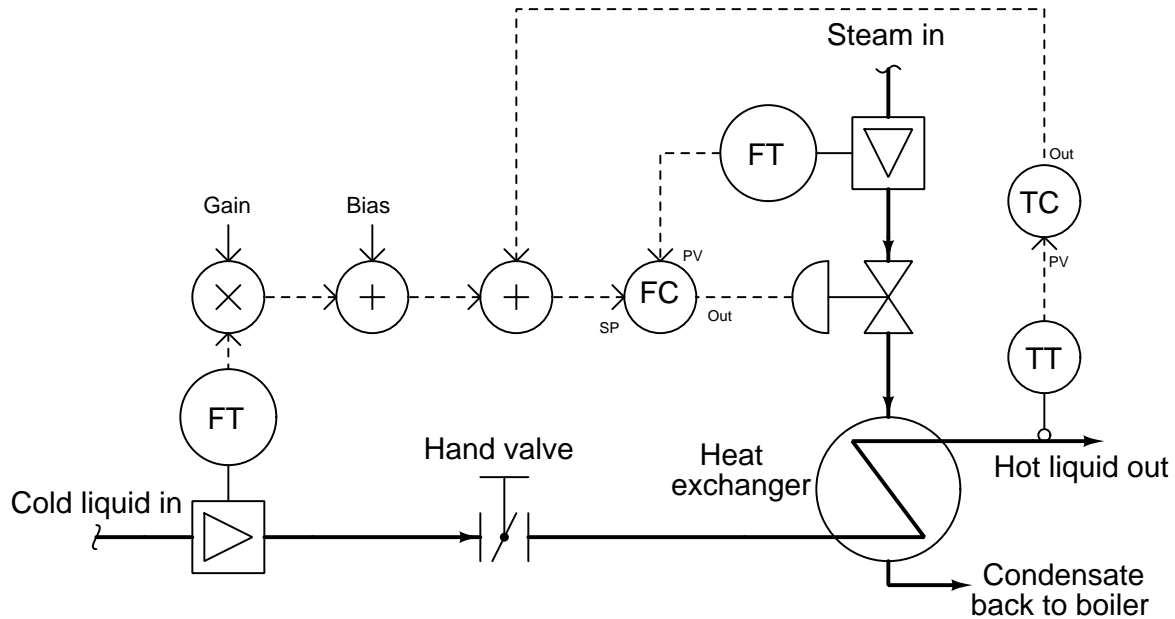 Steam in
FT
Out
TC
Gain
Bias
PV
PV
×
+
+
FC
SP
Out
TT
FT
Hand valve
Heat
exchanger
Hot liquid out
Cold liquid in
Condensate
back to boiler